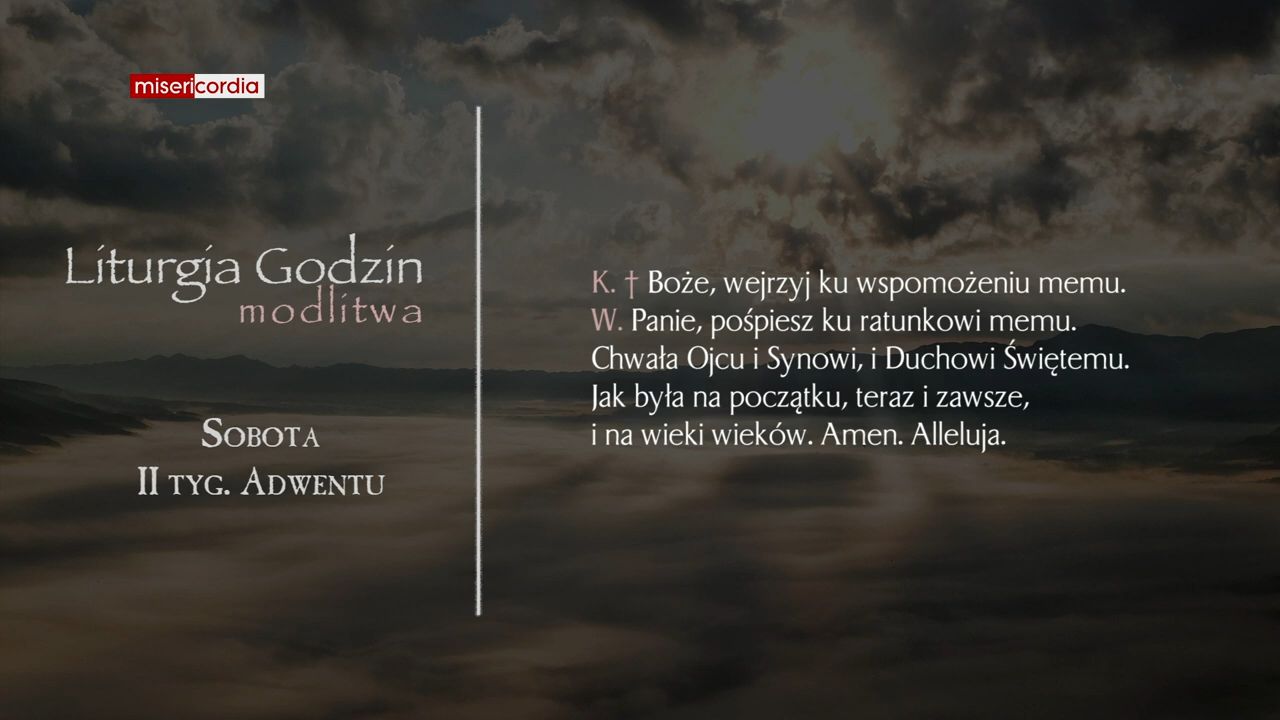 misericordia
Liturgia Godzin
modlitwa
Sobota
II tyg. Adwentu
K. † Boże, wejrzyj ku wspomożeniu memu.
W. Panie, pośpiesz ku ratunkowi memu.
Chwała Ojcu i Synowi, i Duchowi Świętemu.
Jak była na początku, teraz i zawsze,
i na wieki wieków. Amen. Alleluja.